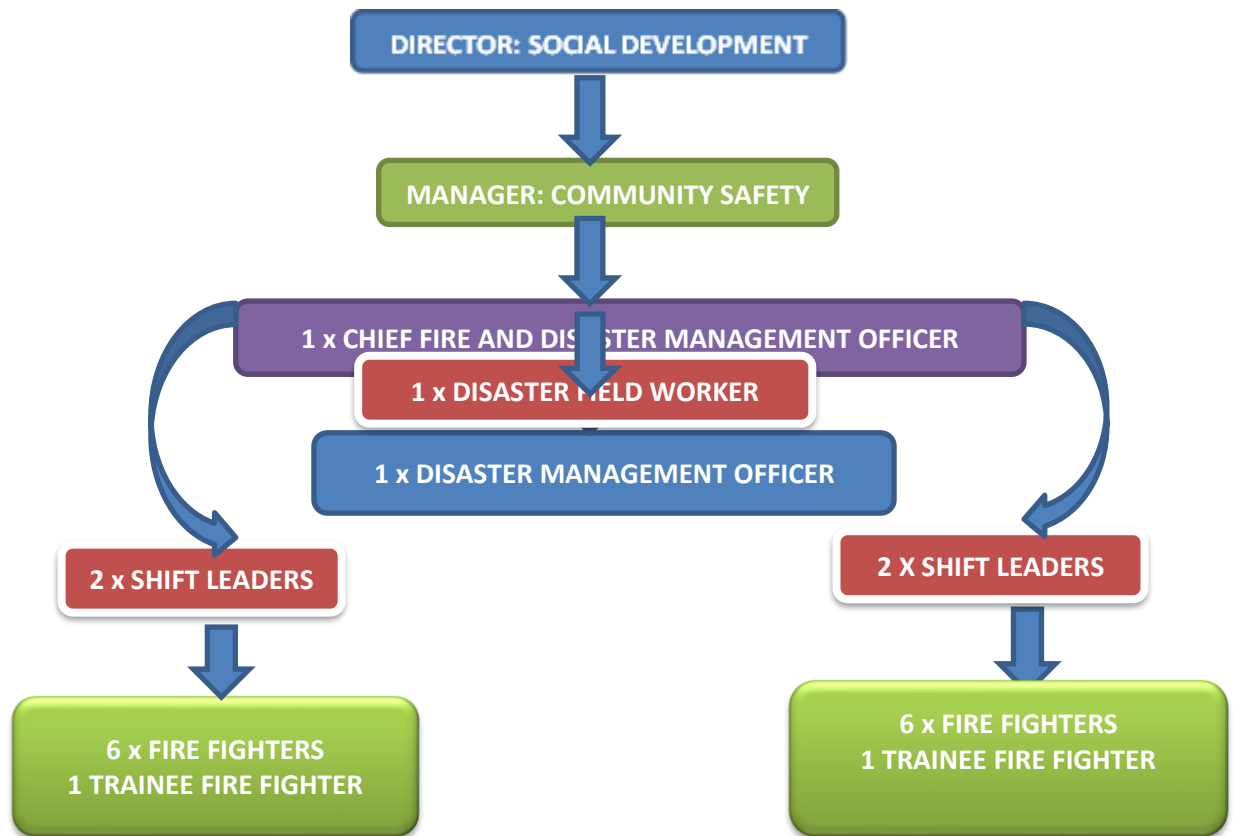 DIRECTOR: SOCIAL DEVELOPMENT
MANAGER: COMMUNITY SAFETY
1 x CHIEF FIRE AND DISASTER MANAGEMENT OFFICER
1 x DISASTER FIELD WORKER
1 x DISASTER MANAGEMENT OFFICER
2 x SHIFT LEADERS
2 X SHIFT LEADERS
6 x FIRE FIGHTERS
1 TRAINEE FIRE FIGHTER
6 x FIRE FIGHTERS
1 TRAINEE FIRE FIGHTER